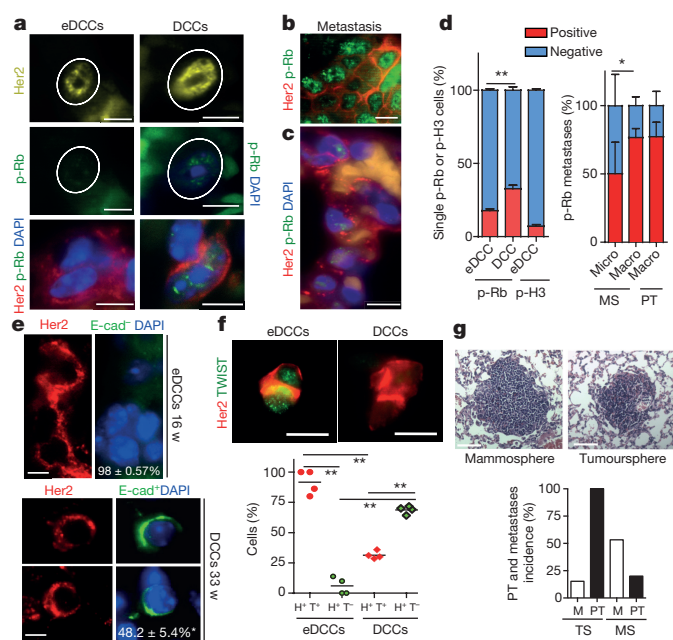 a
eDCCs
DCCs
Her2
p-Rb
p-Rb DAPI
Her2 p-Rb DAPI
b
Metastasis
Her2 p-Rb
c
Her2 p-Rb DAPI
d
Positive
Negative
Single p-Rb or p-H3 cells (%)
100
50
0
**
eDCC
DCC
eDCC
p-Rb
p-H3
p-Rb metastases (%)
100
50
0
*
Micro
Macro
Macro
MS
PT
e
Her2
E-cad⁻ DAPI
98 ± 0.57%
eDCCs 16 w
Her2
E-cad⁺DAPI
48.2 ± 5.4%*
DCCs 33 w
f
eDCCs
DCCs
Her2 TWIST
Cells (%)
100
75
50
25
0
**
**
**
**
**
H⁺ H⁺ H⁺ H⁺
T⁺ T⁻ T⁺ T⁻
eDCCs
DCCs
g
Mammosphere
Tumoursphere
PT and metastases
incidence (%)
100
75
50
25
0
M PT M PT
TS
MS